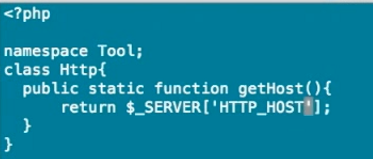 <?php

namespace Tool;
class Http{
  public static function getHost(){
      return $_SERVER['HTTP_HOST'];
  }
}